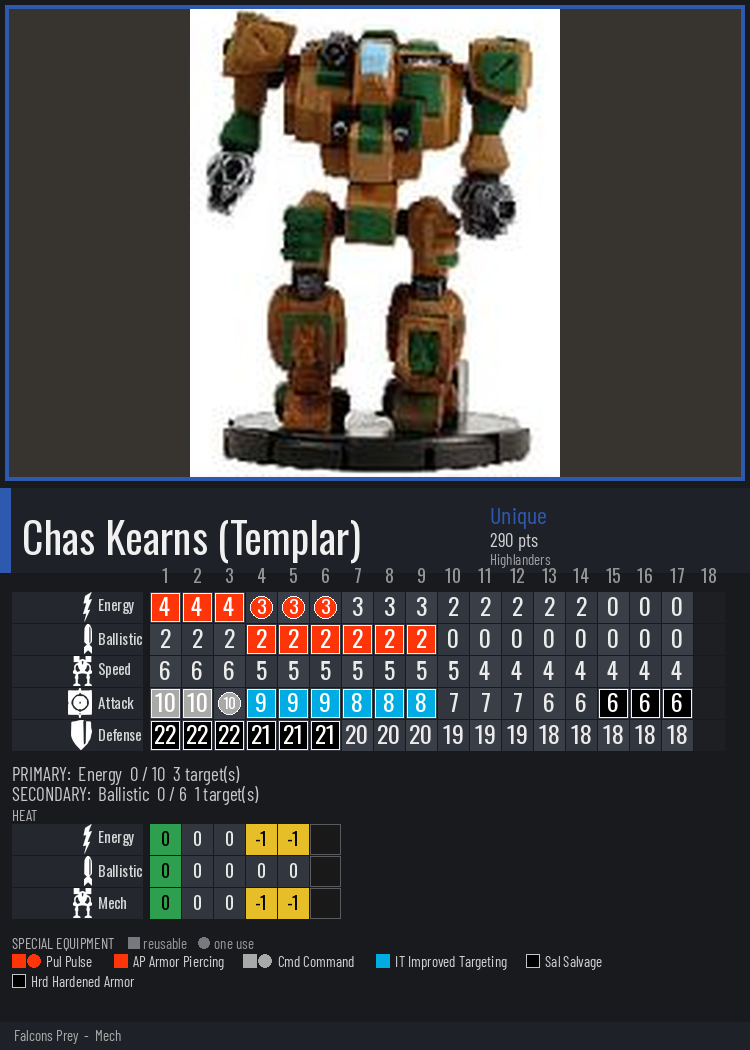 Chas Kearns (Templar)
Unique
290 pts
Highlanders
1 2 3 4 5 6 7 8 9 10 11 12 13 14 15 16 17 18
Energy 4 4 4 3 3 3 3 3 3 2 2 2 2 2 0 0 0
Ballistic 2 2 2 2 2 2 2 2 2 0 0 0 0 0 0 0 0
Speed 6 6 6 5 5 5 5 5 5 5 4 4 4 4 4 4 4
Attack 10 10 10 9 9 9 8 8 8 7 7 7 6 6 6 6 6
Defense 22 22 22 21 21 21 20 20 20 19 19 19 18 18 18 18 18
PRIMARY: Energy 0 / 10 3 target(s)
SECONDARY: Ballistic 0 / 6 1 target(s)
HEAT
Energy 0 0 0 -1 -1
Ballistic 0 0 0 0 0
Mech 0 0 0 -1 -1
SPECIAL EQUIPMENT reusable one use
Pul Pulse AP Armor Piercing Cmd Command IT Improved Targeting Sal Salvage
Hrd Hardened Armor
Falcons Prey - Mech